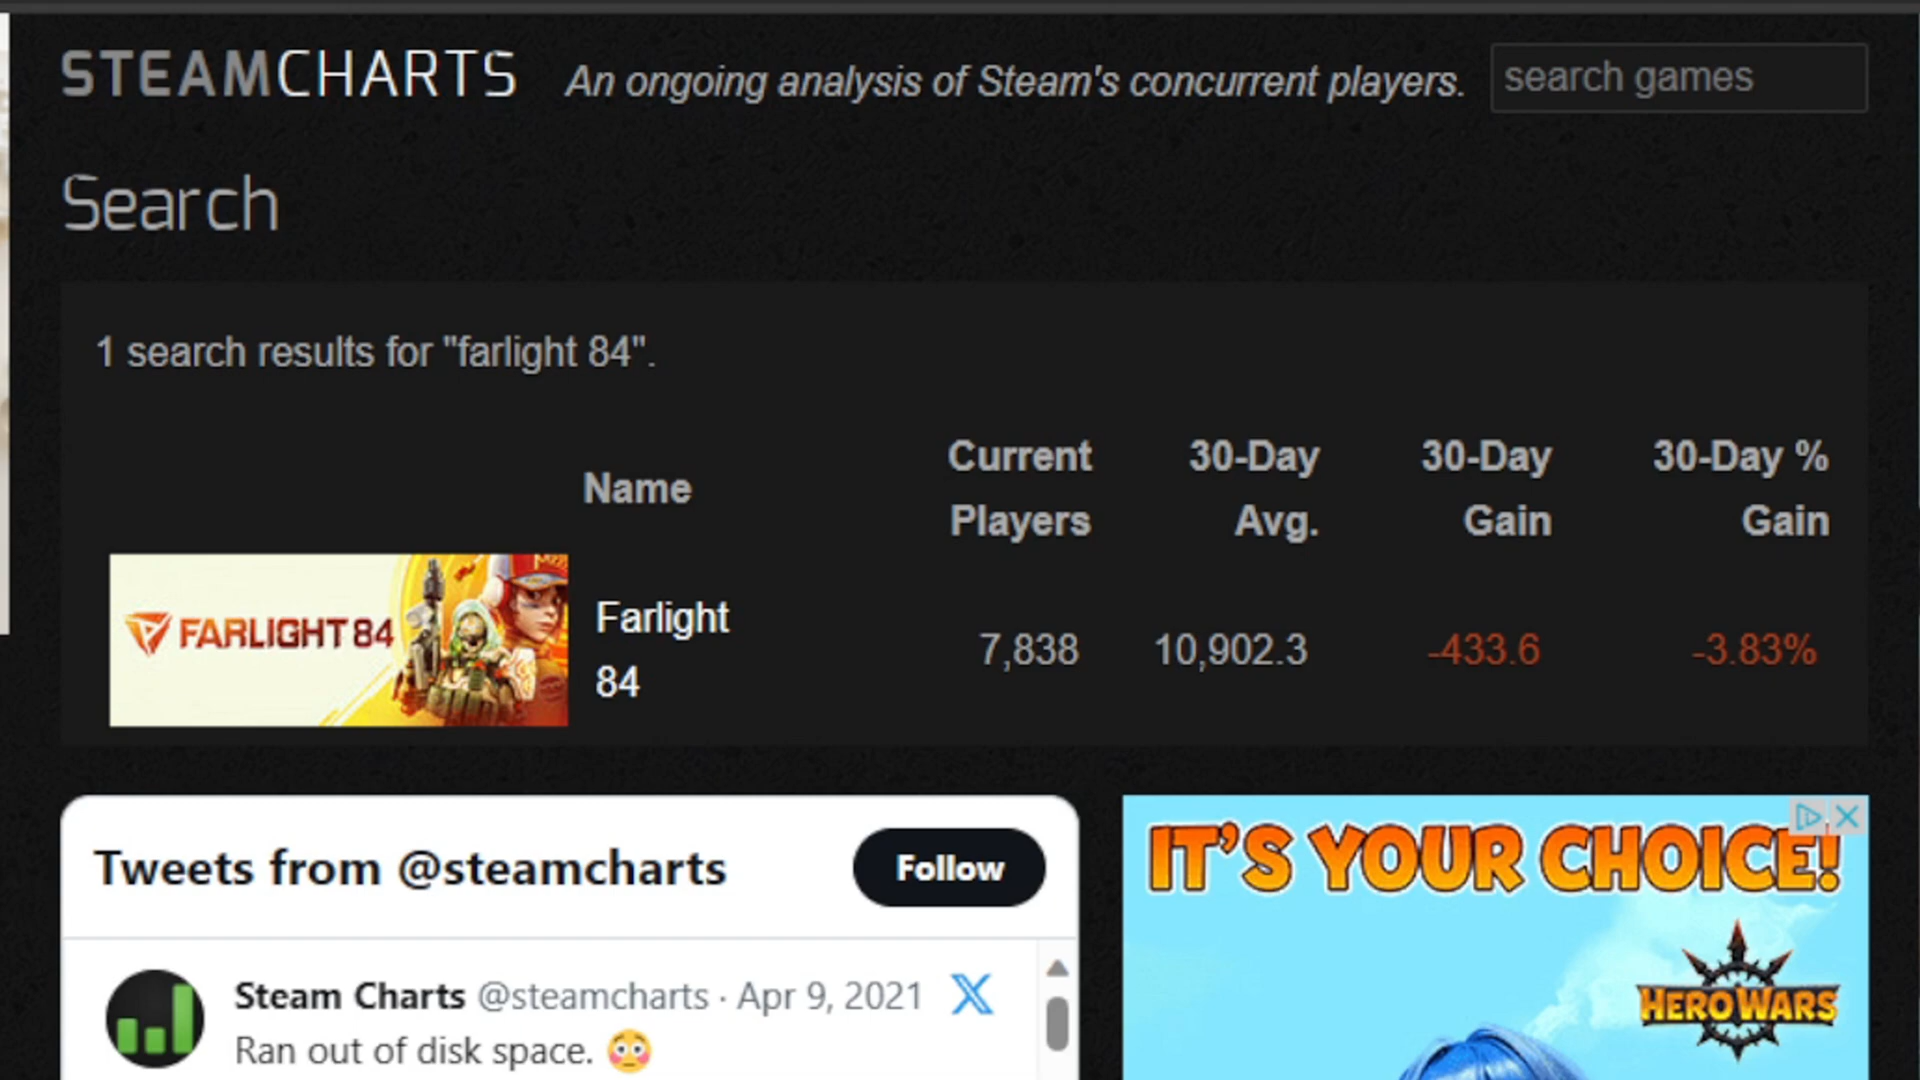 STEAMCHARTS An ongoing analysis of Steam's concurrent players. search games
Search
1 search results for "farlight 84".
Name Current Players 30-Day Avg. 30-Day Gain 30-Day % Gain
FARLIGHT 84
Farlight
84
7,838 10,902.3 -433.6 -3.83%
Tweets from @steamcharts Follow
Steam Charts @steamcharts · Apr 9, 2021
Ran out of disk space. 😳
IT'S YOUR CHOICE!
HERO WARS